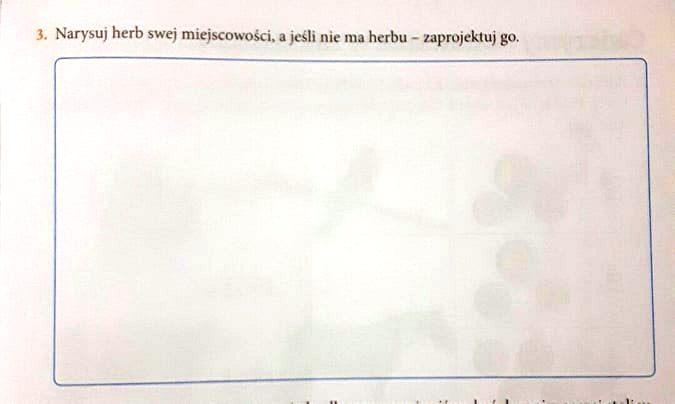 3. Narysuj herb swej miejscowości, a jeśli nie ma herbu – zaprojektuj go.